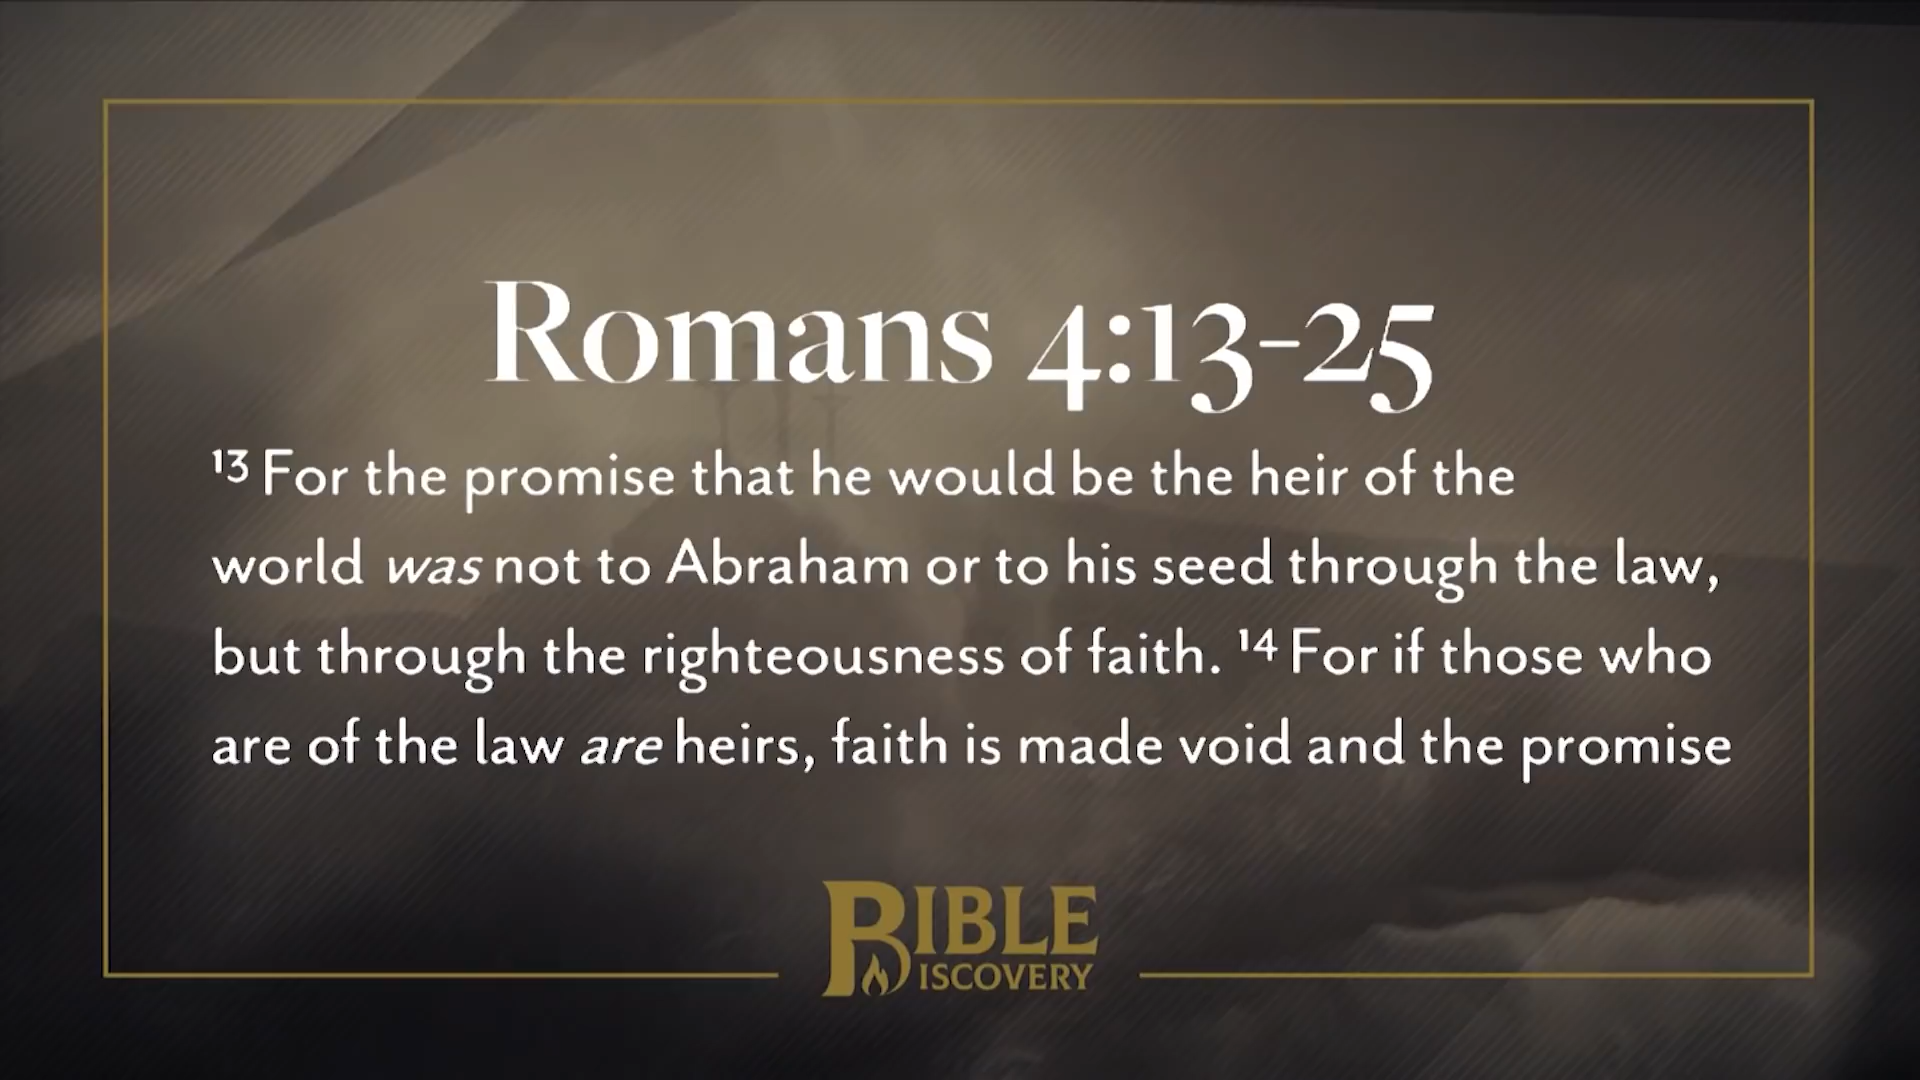 Romans 4:13-25
¹³ For the promise that he would be the heir of the
world was not to Abraham or to his seed through the law,
but through the righteousness of faith. ¹⁴ For if those who
are of the law are heirs, faith is made void and the promise
BIBLE
DISCOVERY